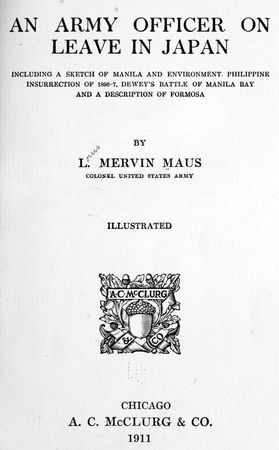 AN ARMY OFFICER ON
LEAVE IN JAPAN
INCLUDING A SKETCH OF MANILA AND ENVIRONMENT, PHILIPPINE
INSURRECTION OF 1896-7, DEWEY'S BATTLE OF MANILA BAY
AND A DESCRIPTION OF FORMOSA
BY
ouis
L. MERVIN MAUS
COLONEL UNITED STATES ARMY
ILLUSTRATED
A·C·McCLURG
& CO
CHICAGO
A. C. McCLURG & CO.
1911